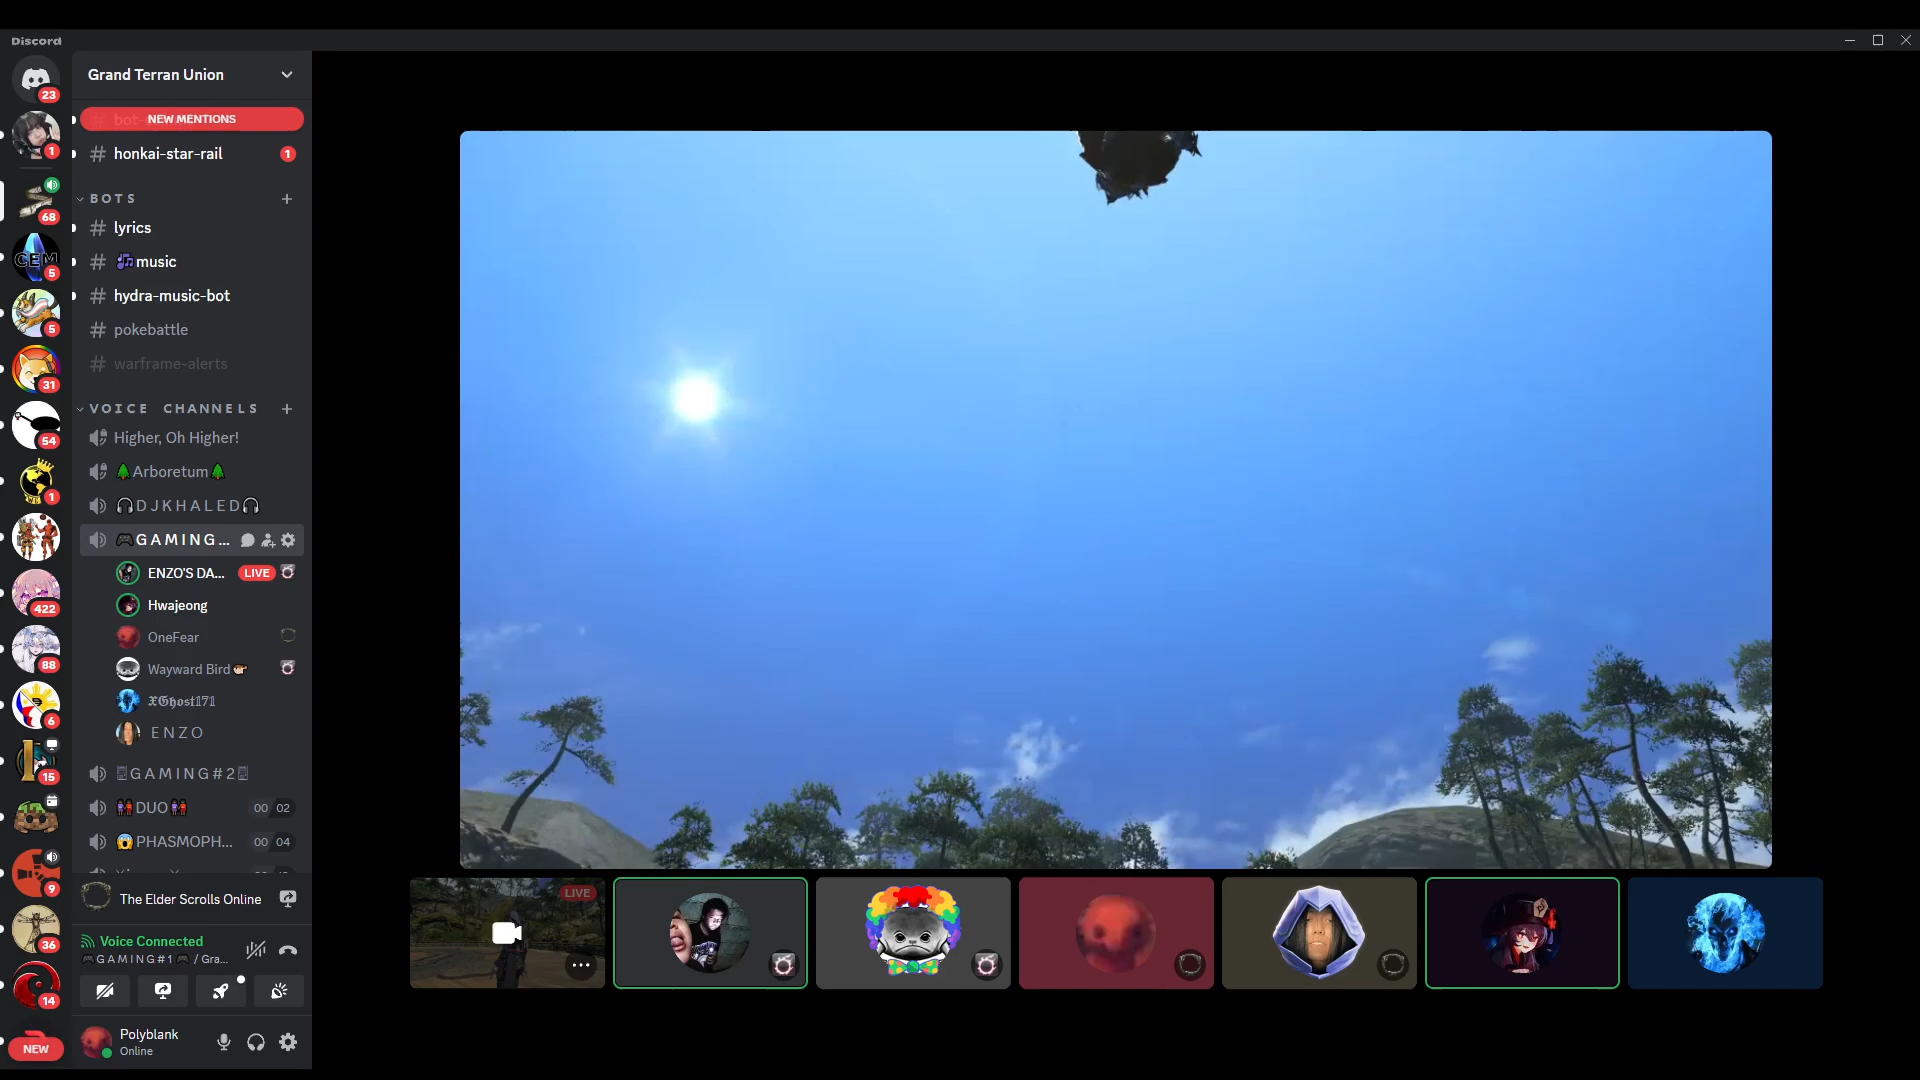 Discord
Grand Terran Union
NEW MENTIONS
honkai-star-rail 1
BOTS
lyrics
music
hydra-music-bot
pokebattle
warframe-alerts
VOICE CHANNELS
Higher, Oh Higher!
Arboretum
DJKHALED
GAMING...
ENZO'S DA... LIVE
Hwajeong
OneFear
Wayward Bird
𝖃𝕲𝖍𝖔𝖘𝖙171
ENZO
GAMING#2
DUO 00 02
PHASMOPH... 00 04
The Elder Scrolls Online
Voice Connected
GAMING#1 / Gra...
Polyblank
Online
23
1
68
CEM
5
5
31
54
1
422
88
6
15
9
36
14
NEW
LIVE